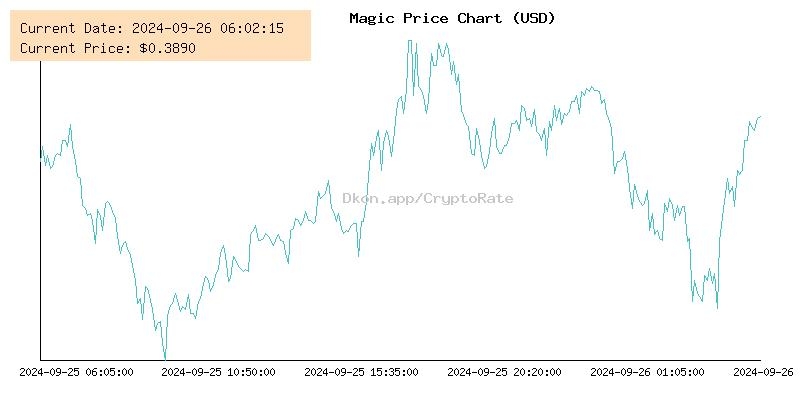 Magic Price Chart (USD)
Current Date: 2024-09-26 06:02:15
Current Price: $0.3890
Dkon.app/CryptoRate
2024-09-25 06:05:00
2024-09-25 10:50:00
2024-09-25 15:35:00
2024-09-25 20:20:00
2024-09-26 01:05:00
2024-09-26